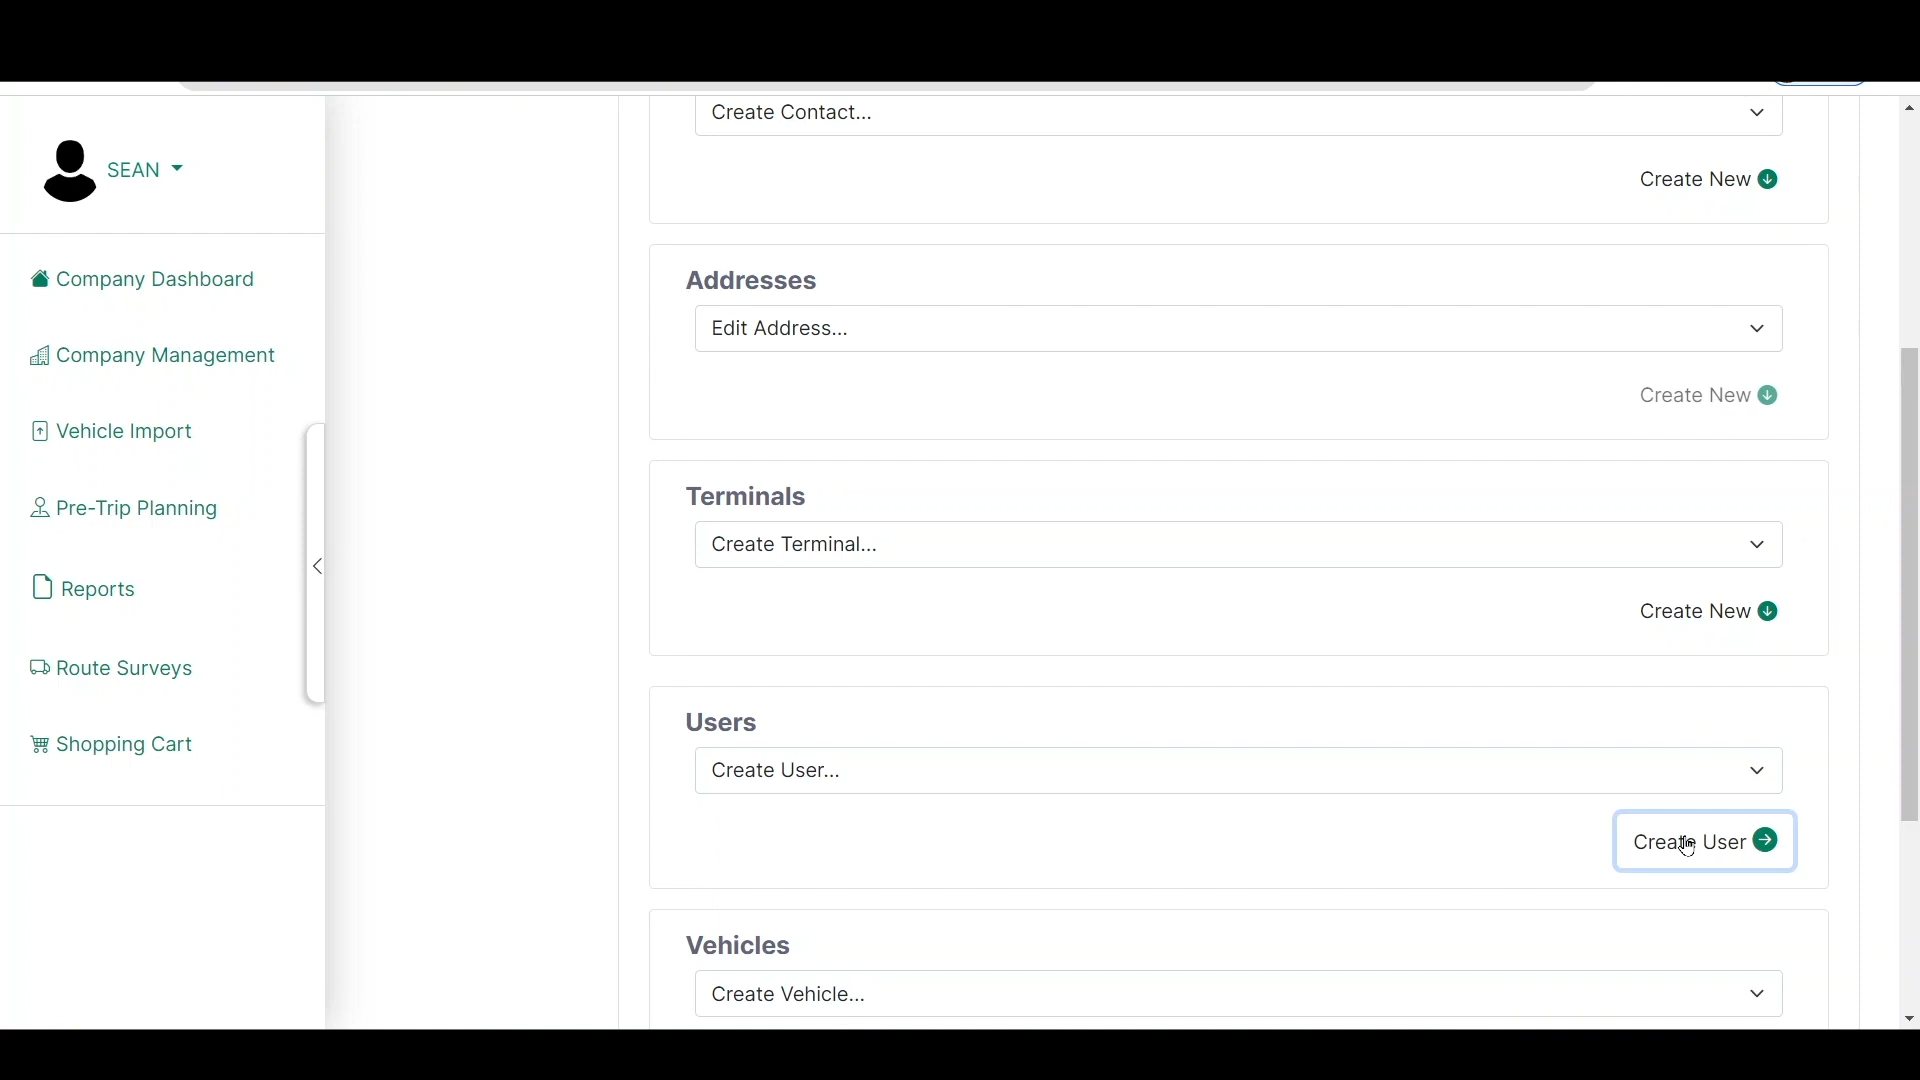 SEAN
Company Dashboard
Company Management
Vehicle Import
Pre-Trip Planning
Reports
Route Surveys
Shopping Cart
Create Contact...
Create New
Addresses
Edit Address...
Create New
Terminals
Create Terminal...
Create New
Users
Create User...
Create User
Vehicles
Create Vehicle...